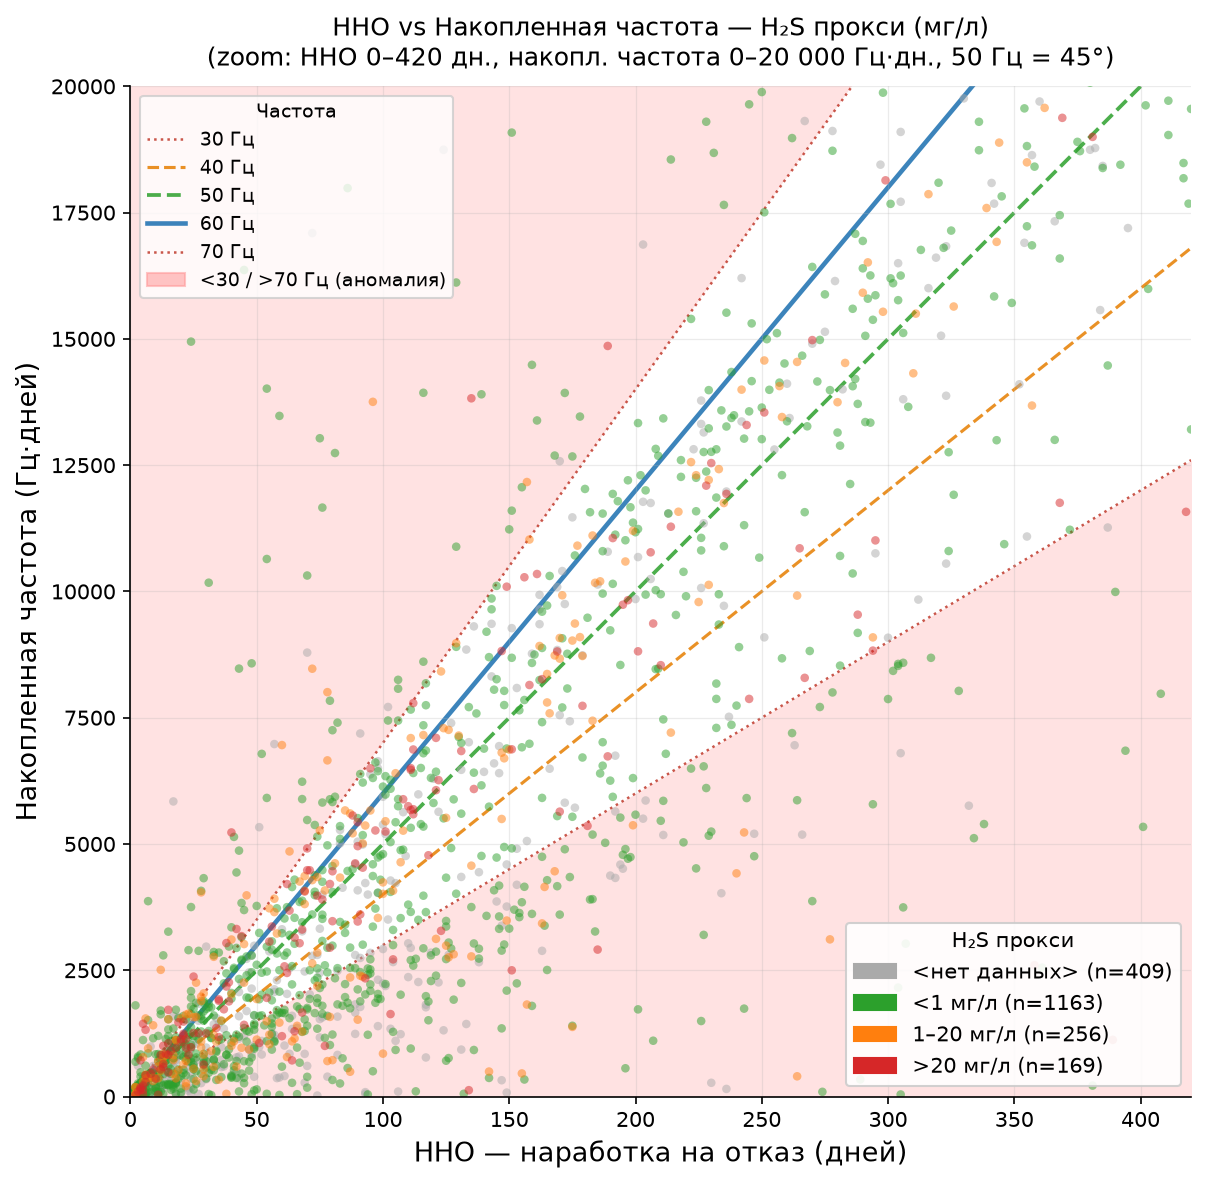 ННО vs Накопленная частота — H₂S прокси (мг/л)
(zoom: ННО 0–420 дн., накопл. частота 0–20 000 Гц·дн., 50 Гц = 45°)
Накопленная частота (Гц·дней)
20000
17500
15000
12500
10000
7500
5000
2500
0
Частота
30 Гц
40 Гц
50 Гц
60 Гц
70 Гц
<30 / >70 Гц (аномалия)
H₂S прокси
<нет данных> (n=409)
<1 мг/л (n=1163)
1–20 мг/л (n=256)
>20 мг/л (n=169)
0
50
100
150
200
250
300
350
400
ННО — наработка на отказ (дней)